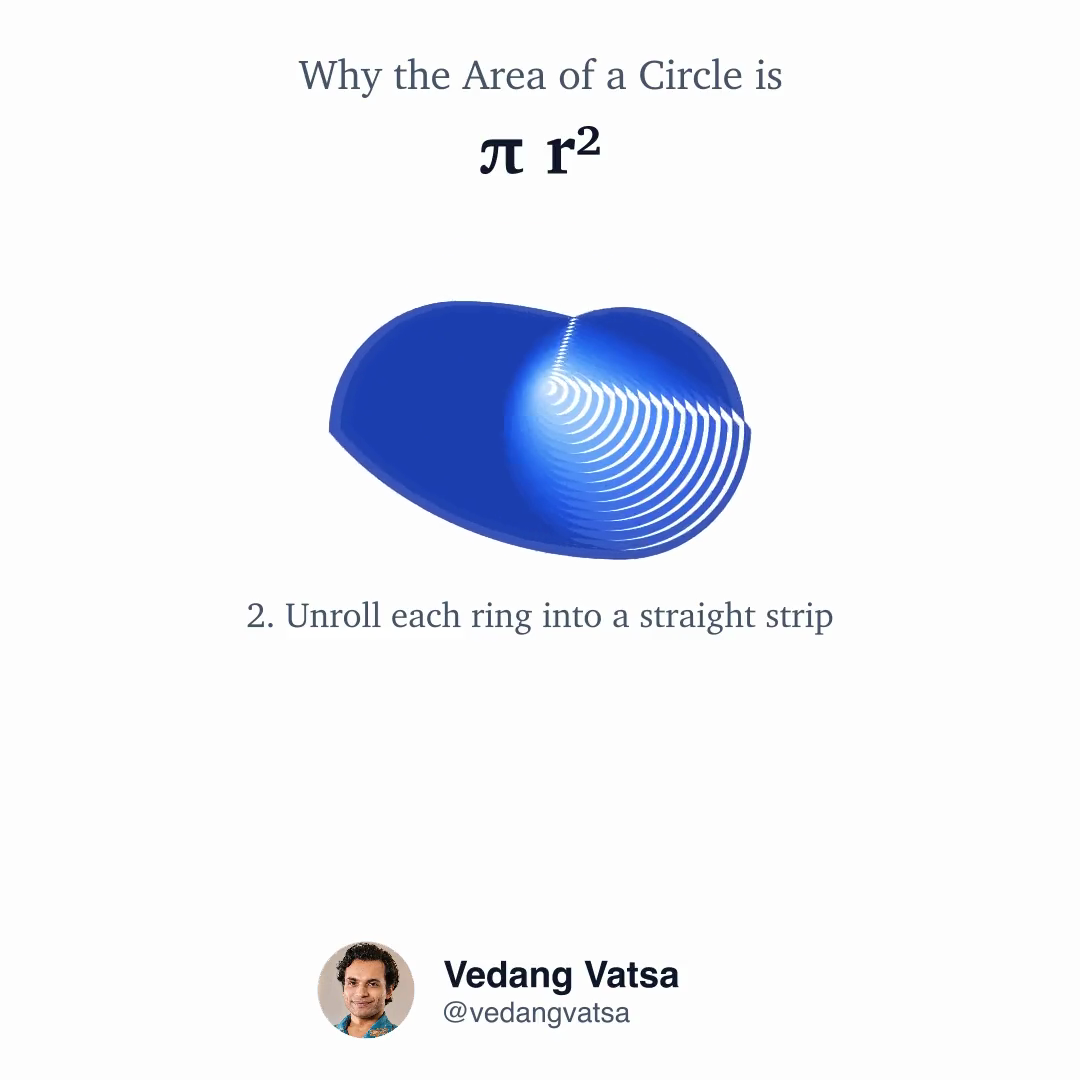 Why the Area of a Circle is
π r²
2. Unroll each ring into a straight strip
Vedang Vatsa
@vedangvatsa